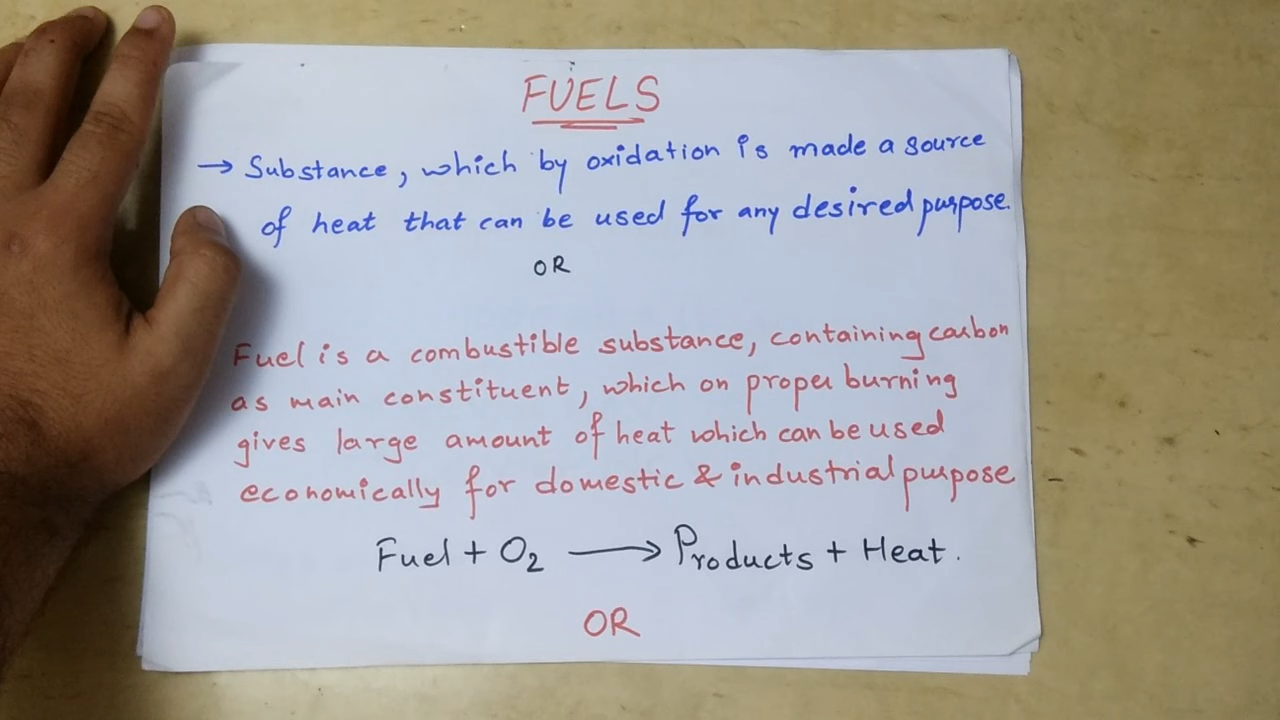 FUELS
→ Substance, which by oxidation is made a source
of heat that can be used for any desired purpose.
OR
Fuel is a combustible substance, containing carbon
as main constituent, which on proper burning
gives large amount of heat which can be used
economically for domestic & industrial purpose
Fuel + O₂ ⟶ Products + Heat.
OR